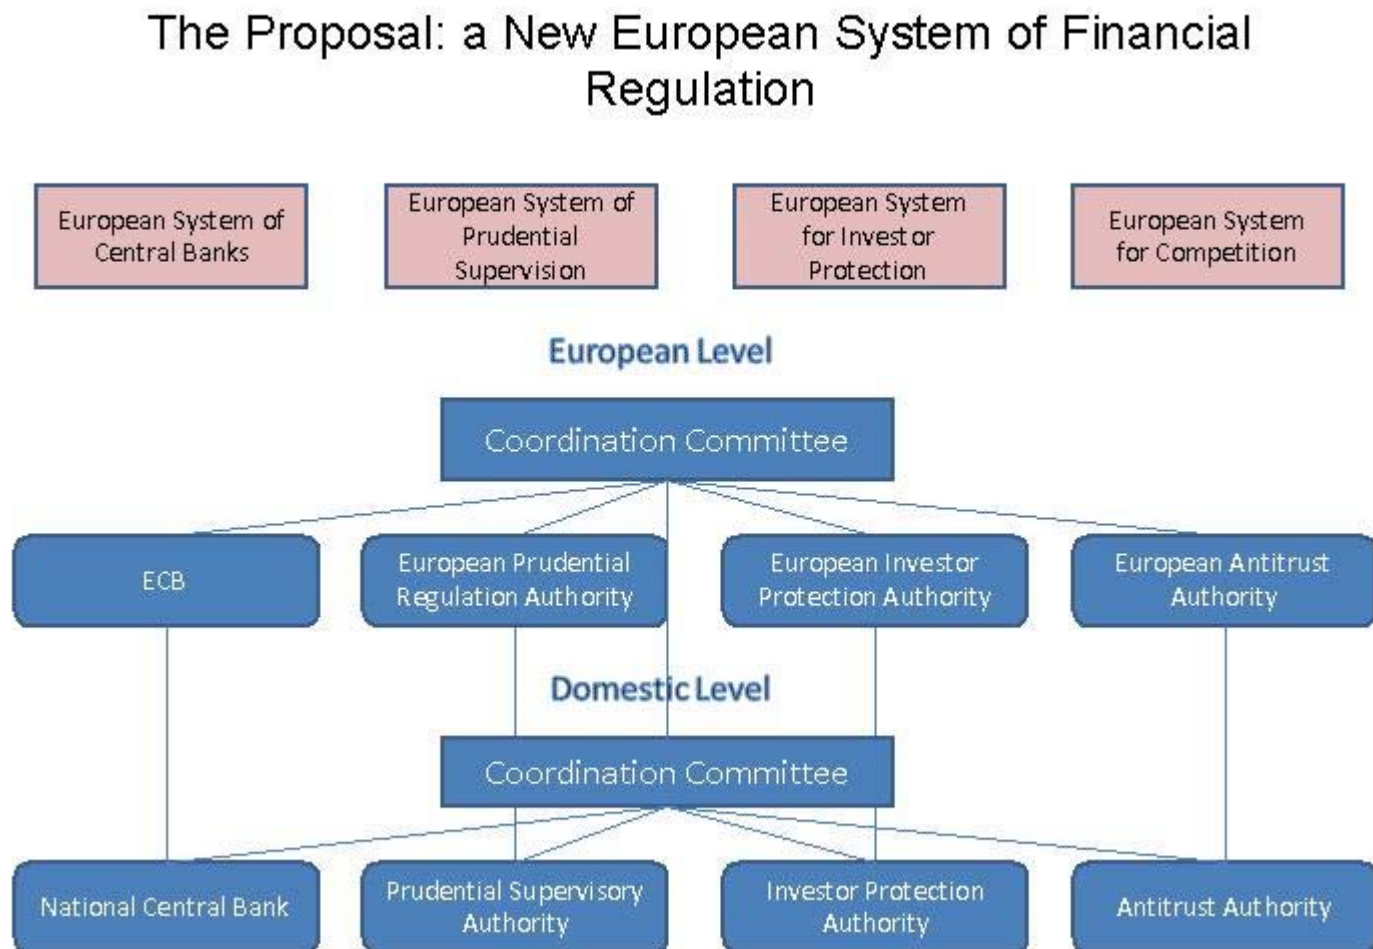 The Proposal: a New European System of Financial
Regulation
European System of
Central Banks
European System of
Prudential
Supervision
European System
for Investor
Protection
European System
for Competition
European Level
Coordination Committee
ECB
European Prudential
Regulation Authority
European Investor
Protection Authority
European Antitrust
Authority
Domestic Level
Coordination Committee
National Central Bank
Prudential Supervisory
Authority
Investor Protection
Authority
Antitrust Authority